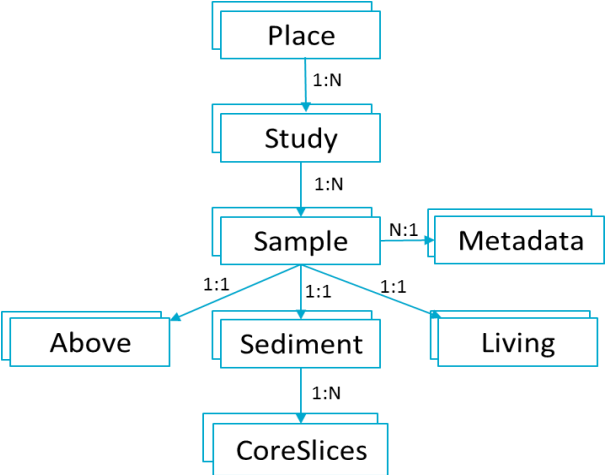 Place
1:N
Study
1:N
Sample
N:1
Metadata
1:1
1:1
1:1
Above
Sediment
Living
1:N
CoreSlices